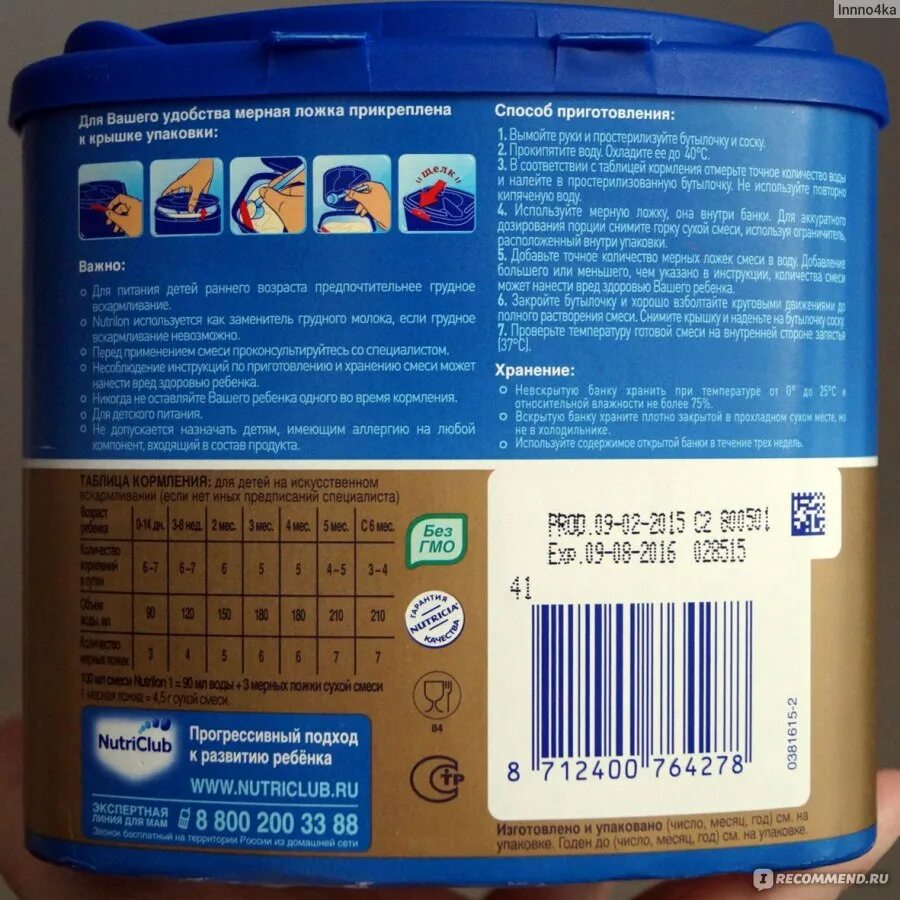 Innno4ka
Для Вашего удобства мерная ложка прикреплена
к крышке упаковки:
"щелк"
Важно:
Для питания детей раннего возраста предпочтительнее грудное
вскармливание.
Nutrilon используется как заменитель грудного молока, если грудное
вскармливание невозможно.
Перед применением смеси проконсультируйтесь со специалистом.
Несоблюдение инструкций по приготовлению и хранению смеси может
нанести вред здоровью ребенка.
Никогда не оставляйте Вашего ребенка одного во время кормления.
Для детского питания.
Не допускается назначать детям, имеющим аллергию на любой
компонент, входящий в состав продукта.
Способ приготовления:
1. Вымойте руки и простерилизуйте бутылочку и соску.
2. Прокипятите воду. Охладите ее до 40°С.
3. В соответствии с таблицей кормления отмерьте точное количество воды
и налейте в простерилизованную бутылочку. Не используйте повторно
кипяченую воду.
4. Используйте мерную ложку, она внутри банки. Для аккуратного
дозирования порции снимите горку сухой смеси, используя ограничитель,
расположенный внутри упаковки.
5. Добавьте точное количество мерных ложек смеси в воду. Добавление
большего или меньшего, чем указано в инструкции, количества смеси
может нанести вред здоровью Вашего ребенка.
6. Закройте бутылочку и хорошо взболтайте круговыми движениями до
полного растворения смеси. Снимите крышку и наденьте на бутылочку соску.
7. Проверьте температуру готовой смеси на внутренней стороне запястья
(37°С).
Хранение:
Невскрытую банку хранить при температуре от 0° до 25°С и
относительной влажности не более 75%.
Вскрытую банку храните плотно закрытой в прохладном сухом месте, но
не в холодильнике.
Используйте содержимое открытой банки в течение трех недель.
ТАБЛИЦА КОРМЛЕНИЯ: для детей на искусственном
вскармливании (если нет иных предписаний специалиста)
Возраст ребенка 0-14 дн. 3-8 нед. 2 мес. 3 мес. 4 мес. 5 мес. С 6 мес.
Количество кормлений в сутки 6–7 6–7 6 5 5 4–5 3–4
Объем воды, мл 90 120 150 180 180 210 210
Количество мерных ложек 3 4 5 6 6 7 7
100 мл смеси Nutrilon 1 = 90 мл воды + 3 мерных ложки сухой смеси
1 мерная ложка = 4,5 г сухой смеси.
Без
ГМО
ГАРАНТИЯ
NUTRICIA
КАЧЕСТВА
84
NutriClub
Прогрессивный подход
к развитию ребёнка
WWW.NUTRICLUB.RU
ЭКСПЕРТНАЯ
ЛИНИЯ ДЛЯ МАМ
8 800 200 33 88
Звонок бесплатный на территории России из домашней сети
PROD.09-02-2015 C2 800501
Exp.09-08-2016 028515
41
8 712400 764278
0381615-2
Изготовлено и упаковано (число, месяц, год) см. на
упаковке. Годен до (число, месяц, год) см. на упаковке.
RECOMMEND.RU